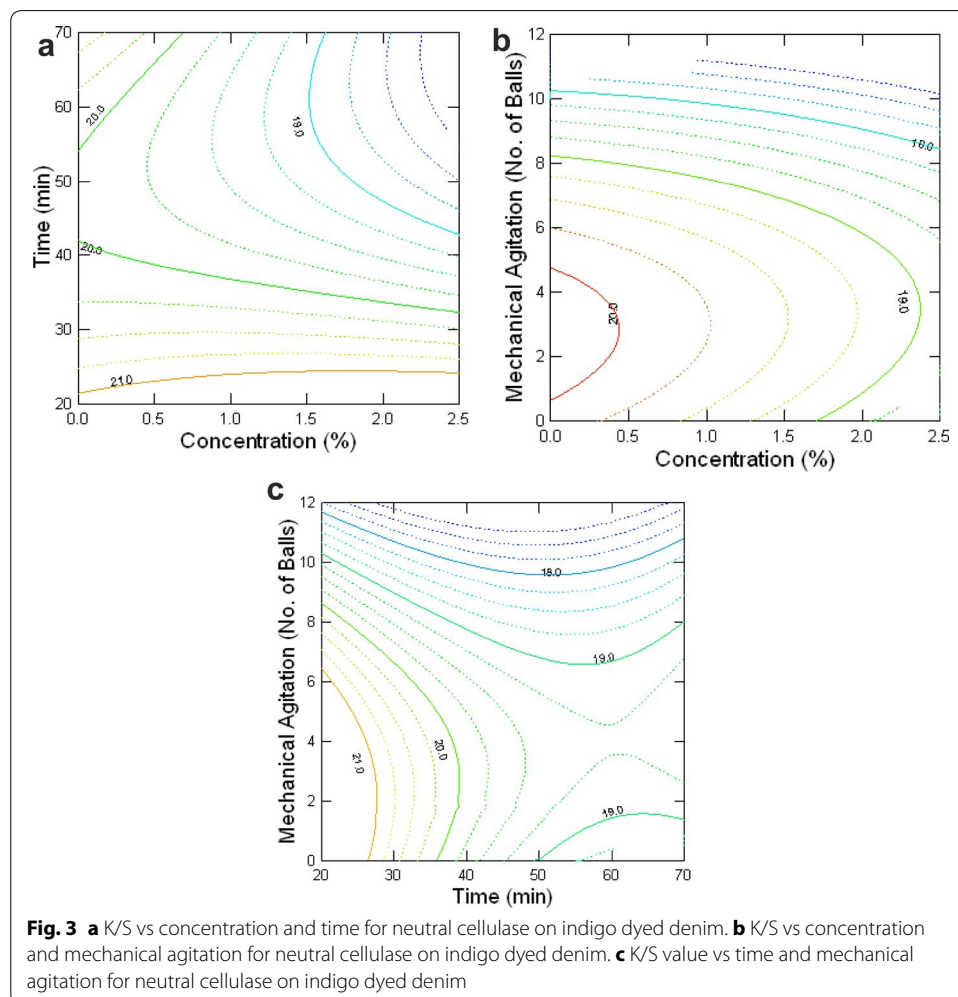 a
70
60
50
40
30
20
Time (min)
20.0
19.0
20.0
21.0
0.0 0.5 1.0 1.5 2.0 2.5
Concentration (%)
b
12
10
8
6
4
2
0
Mechanical Agitation (No. of Balls)
18.0
19.0
20.0
0.0 0.5 1.0 1.5 2.0 2.5
Concentration (%)
c
12
10
8
6
4
2
0
Mechanical Agitation (No. of Balls)
18.0
19.0
20.0
21.0
19.0
20 30 40 50 60 70
Time (min)
Fig. 3 a K/S vs concentration and time for neutral cellulase on indigo dyed denim. b K/S vs concentration
and mechanical agitation for neutral cellulase on indigo dyed denim. c K/S value vs time and mechanical
agitation for neutral cellulase on indigo dyed denim